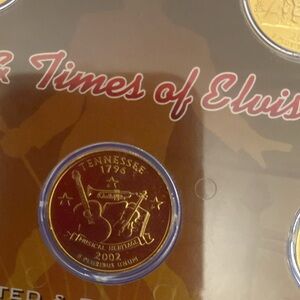 & Times of Elvis
TENNESSEE
1796
MUSICAL HERITAGE
2002
E PLURIBUS UNUM